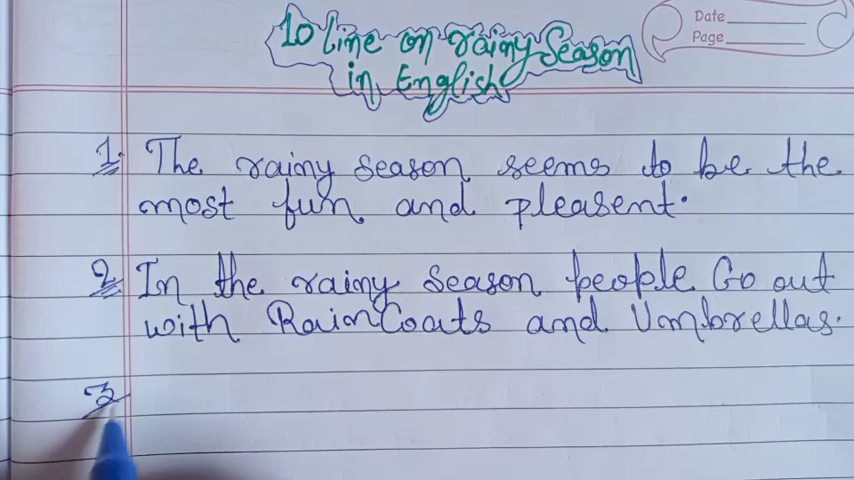 Date
Page
10 line on rainy Season
in English
1. The rainy season seems to be the
most fun and pleasent.
2. In the rainy season people Go out
with RainCoats and Umbrellas.
3